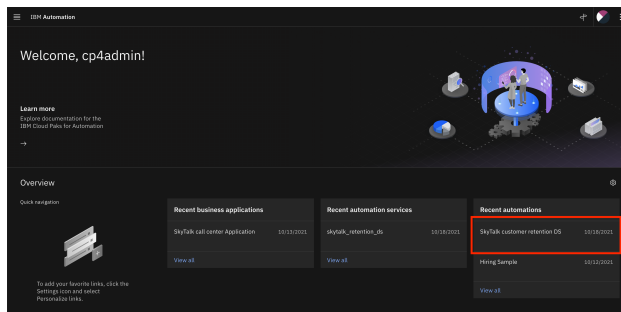 IBM Automation
Welcome, cp4admin!
Learn more
Explore documentation for the
IBM Cloud Paks for Automation
→
Overview
Quick navigation
To add your favorite links, click the
Settings icon and select
Personalize links.
Recent business applications
SkyTalk call center Application 10/13/2021
View all
Recent automation services
skytalk_retention_ds 10/18/2021
View all
Recent automations
SkyTalk customer retention DS 10/18/2021
Hiring Sample 10/12/2021
View all